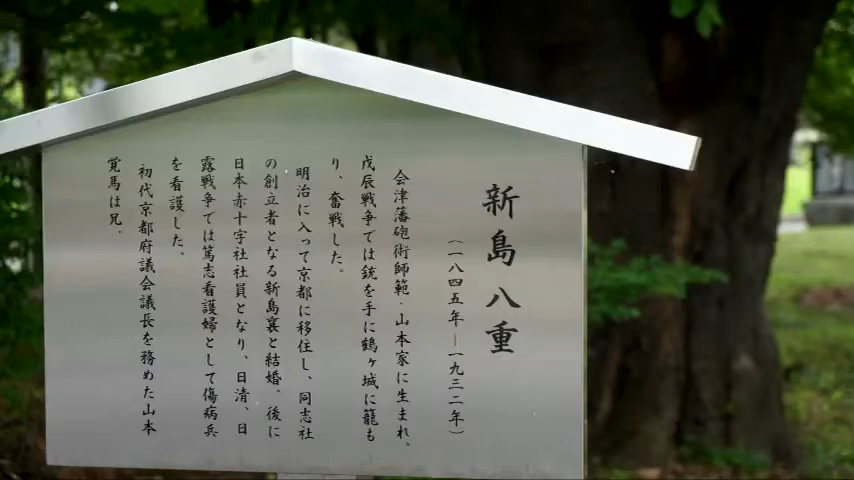 新島八重
（一八四五年―一九三二年）
会津藩砲術師範・山本家に生まれ、
戊辰戦争では銃を手に鶴ヶ城に籠も
り、奮戦した。
明治に入って京都に移住し、同志社
の創立者となる新島襄と結婚。後に
日本赤十字社社員となり、日清、日
露戦争では篤志看護婦として傷病兵
を看護した。
初代京都府議会議長を務めた山本
覚馬は兄。